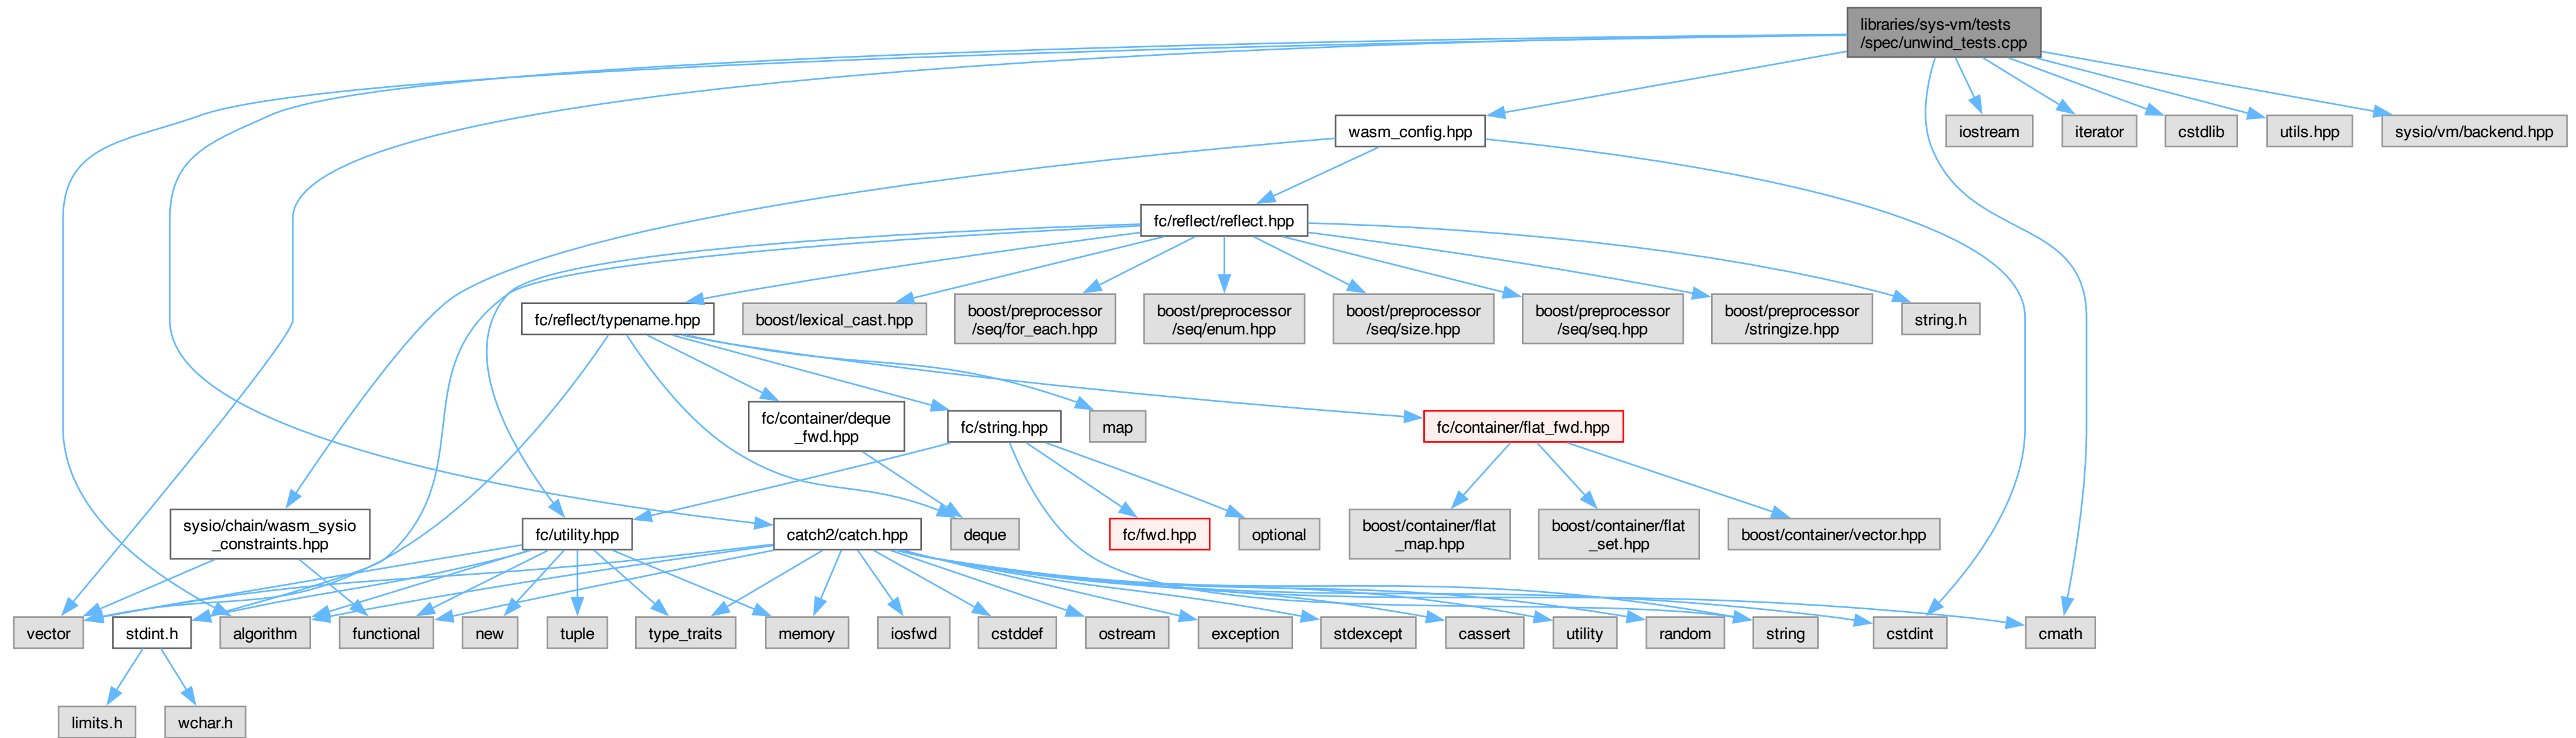 libraries/sys-vm/tests
/spec/unwind_tests.cpp
wasm_config.hpp
iostream
iterator
cstdlib
utils.hpp
sysio/vm/backend.hpp
fc/reflect/reflect.hpp
fc/reflect/typename.hpp
boost/lexical_cast.hpp
boost/preprocessor
/seq/for_each.hpp
boost/preprocessor
/seq/enum.hpp
boost/preprocessor
/seq/size.hpp
boost/preprocessor
/seq/seq.hpp
boost/preprocessor
/stringize.hpp
string.h
fc/container/deque
_fwd.hpp
fc/string.hpp
map
fc/container/flat_fwd.hpp
sysio/chain/wasm_sysio
_constraints.hpp
fc/utility.hpp
catch2/catch.hpp
deque
fc/fwd.hpp
optional
boost/container/flat
_map.hpp
boost/container/flat
_set.hpp
boost/container/vector.hpp
vector
stdint.h
algorithm
functional
new
tuple
type_traits
memory
iosfwd
cstddef
ostream
exception
stdexcept
cassert
utility
random
string
cstdint
cmath
limits.h
wchar.h